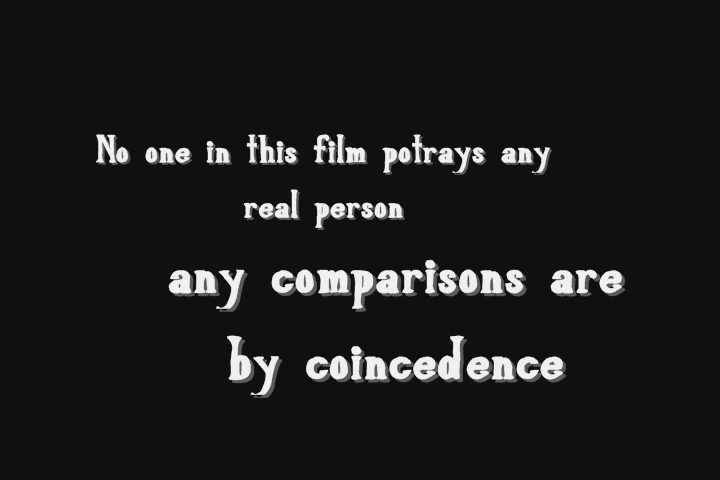 No one in this film potrays any
real person
any comparisons are
by coincedence